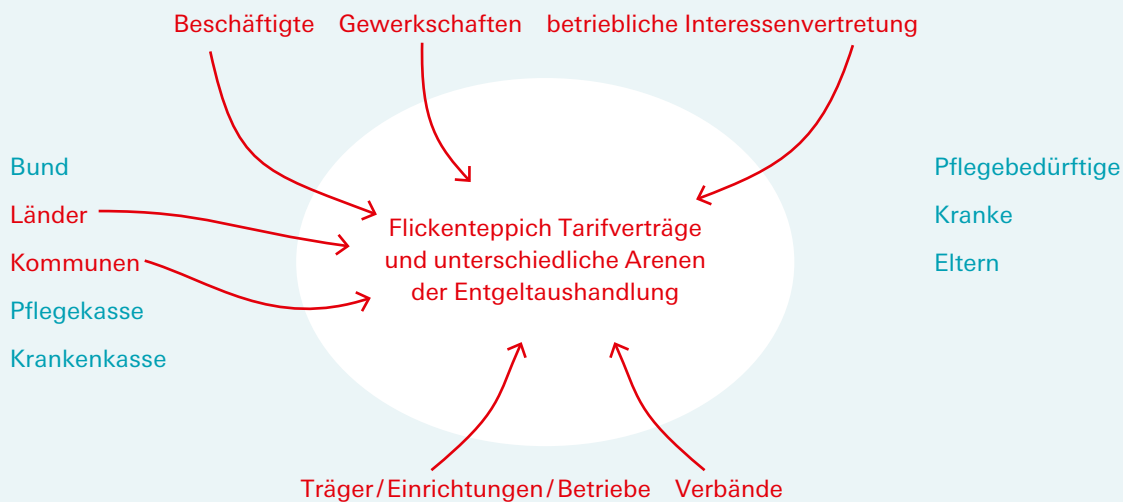 Beschäftigte Gewerkschaften betriebliche Interessenvertretung
Bund
Länder
Kommunen
Pflegekasse
Krankenkasse
Flickenteppich Tarifverträge
und unterschiedliche Arenen
der Entgeltaushandlung
Pflegebedürftige
Kranke
Eltern
Träger/Einrichtungen/Betriebe Verbände